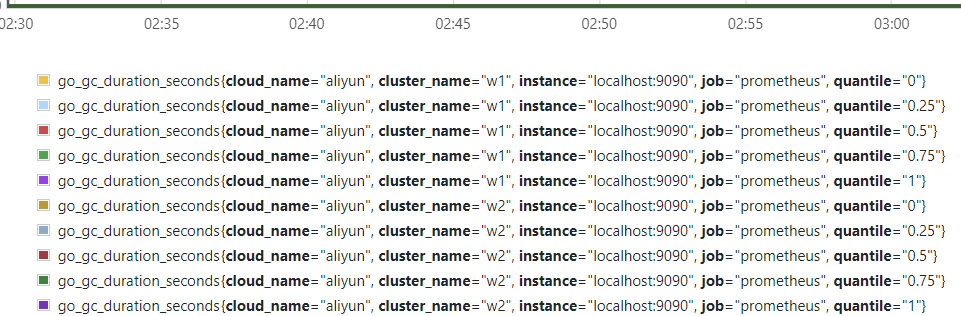 02:30 02:35 02:40 02:45 02:50 02:55 03:00
go_gc_duration_seconds{cloud_name="aliyun", cluster_name="w1", instance="localhost:9090", job="prometheus", quantile="0"}
go_gc_duration_seconds{cloud_name="aliyun", cluster_name="w1", instance="localhost:9090", job="prometheus", quantile="0.25"}
go_gc_duration_seconds{cloud_name="aliyun", cluster_name="w1", instance="localhost:9090", job="prometheus", quantile="0.5"}
go_gc_duration_seconds{cloud_name="aliyun", cluster_name="w1", instance="localhost:9090", job="prometheus", quantile="0.75"}
go_gc_duration_seconds{cloud_name="aliyun", cluster_name="w1", instance="localhost:9090", job="prometheus", quantile="1"}
go_gc_duration_seconds{cloud_name="aliyun", cluster_name="w2", instance="localhost:9090", job="prometheus", quantile="0"}
go_gc_duration_seconds{cloud_name="aliyun", cluster_name="w2", instance="localhost:9090", job="prometheus", quantile="0.25"}
go_gc_duration_seconds{cloud_name="aliyun", cluster_name="w2", instance="localhost:9090", job="prometheus", quantile="0.5"}
go_gc_duration_seconds{cloud_name="aliyun", cluster_name="w2", instance="localhost:9090", job="prometheus", quantile="0.75"}
go_gc_duration_seconds{cloud_name="aliyun", cluster_name="w2", instance="localhost:9090", job="prometheus", quantile="1"}